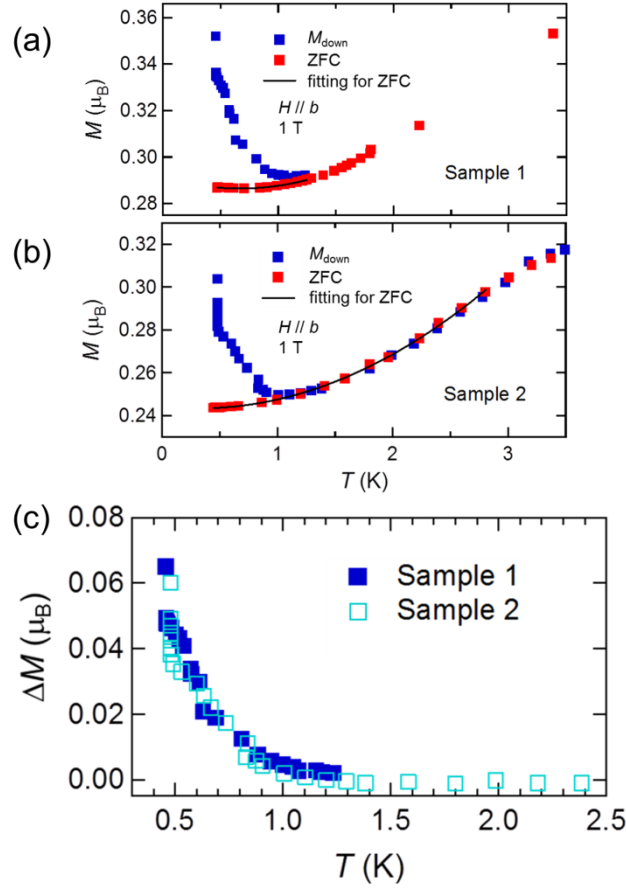 (a)
0.36
0.34
0.32
0.30
0.28
M (μB)
Mdown
ZFC
fitting for ZFC
H // b
1 T
Sample 1
(b)
0.32
0.30
0.28
0.26
0.24
M (μB)
Mdown
ZFC
fitting for ZFC
H // b
1 T
Sample 2
0 1 2 3
T (K)
(c)
0.08
0.06
0.04
0.02
0.00
ΔM (μB)
Sample 1
Sample 2
0.5 1.0 1.5 2.0 2.5
T (K)